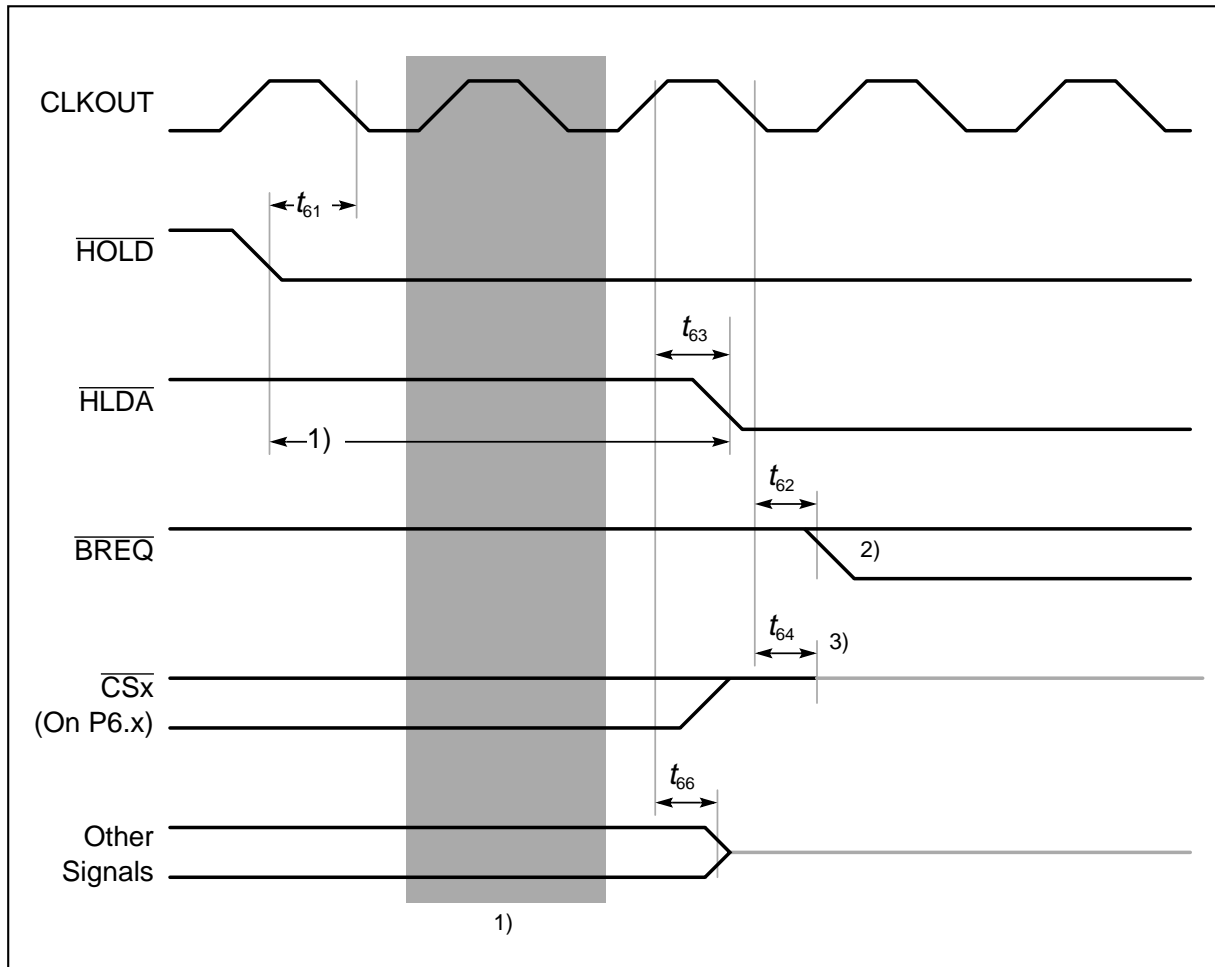 CLKOUT
t61
HOLD
t63
HLDA
1)
t62
BREQ
2)
t64
3)
CSx
(On P6.x)
t66
Other
Signals
1)